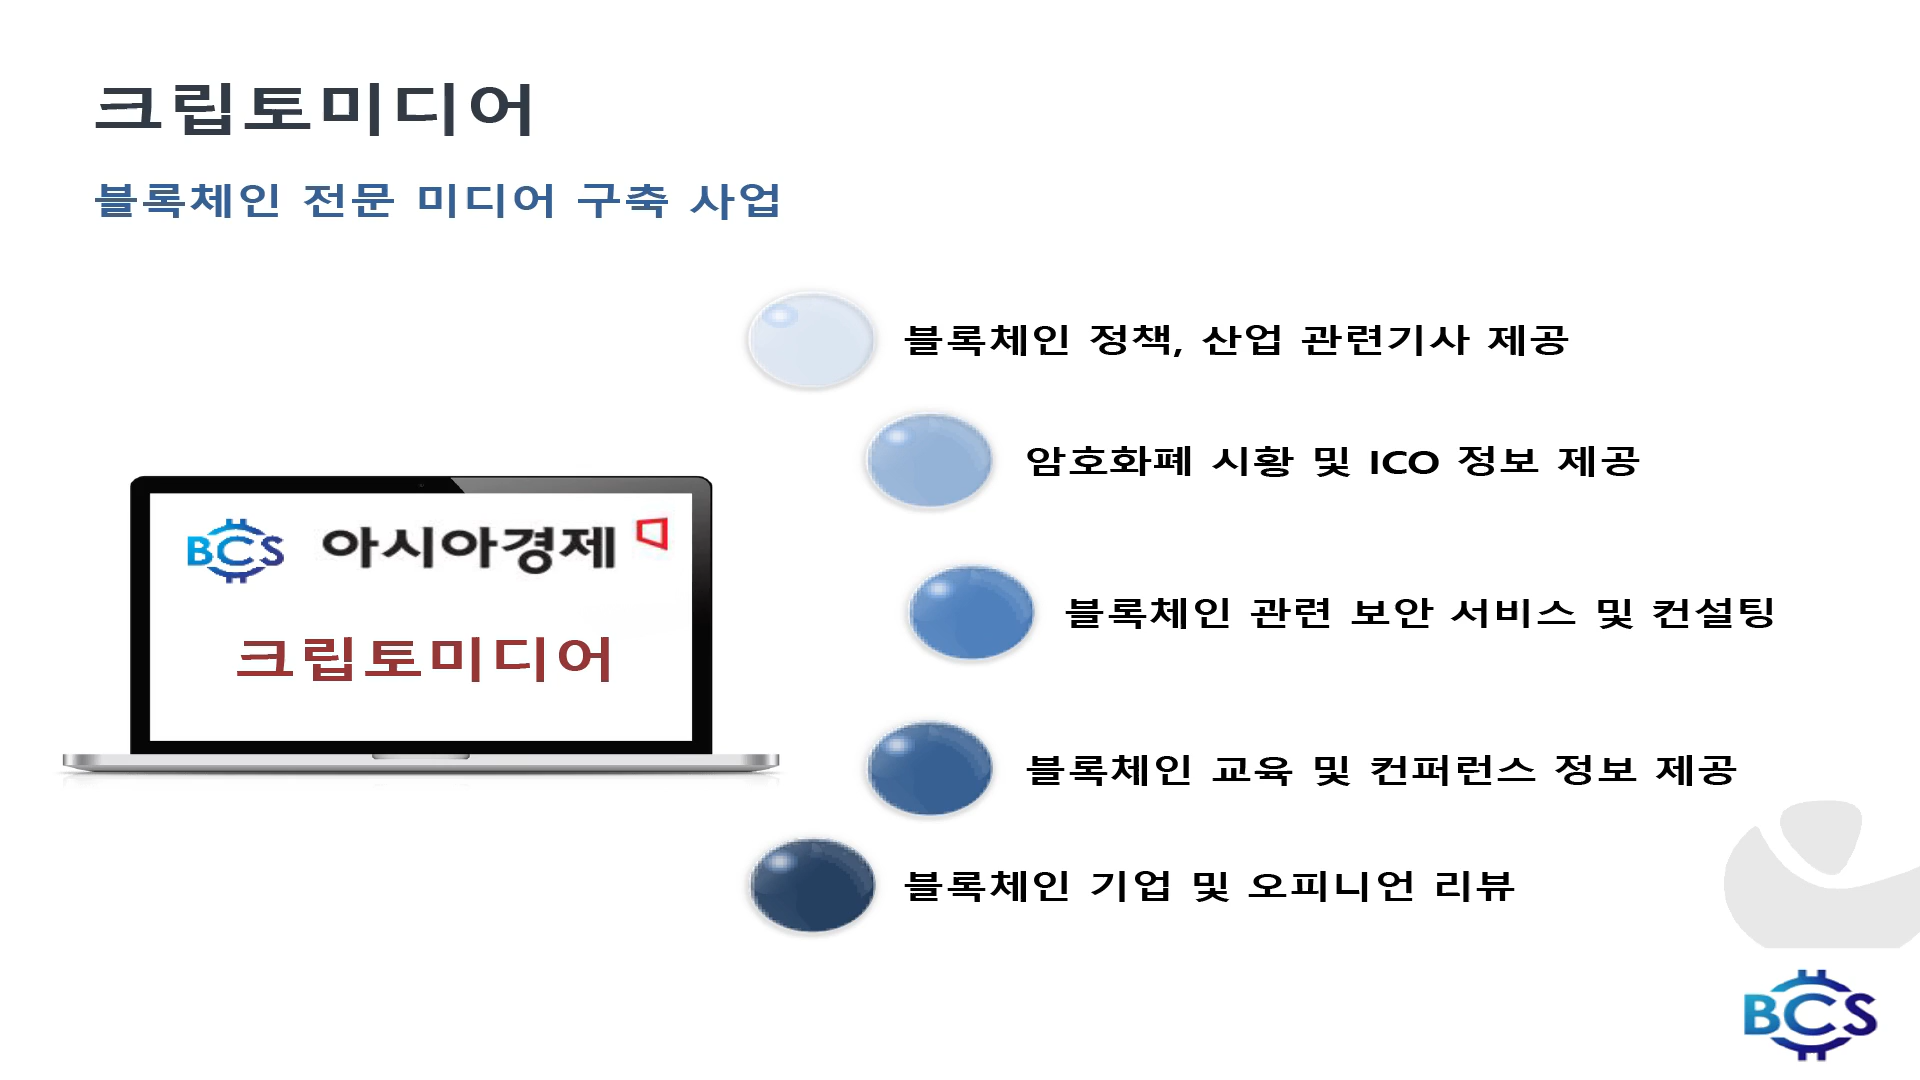 크립토미디어
블록체인 전문 미디어 구축 사업
블록체인 정책, 산업 관련기사 제공
암호화폐 시황 및 ICO 정보 제공
BCS 아시아경제
크립토미디어
블록체인 관련 보안 서비스 및 컨설팅
블록체인 교육 및 컨퍼런스 정보 제공
블록체인 기업 및 오피니언 리뷰
BCS